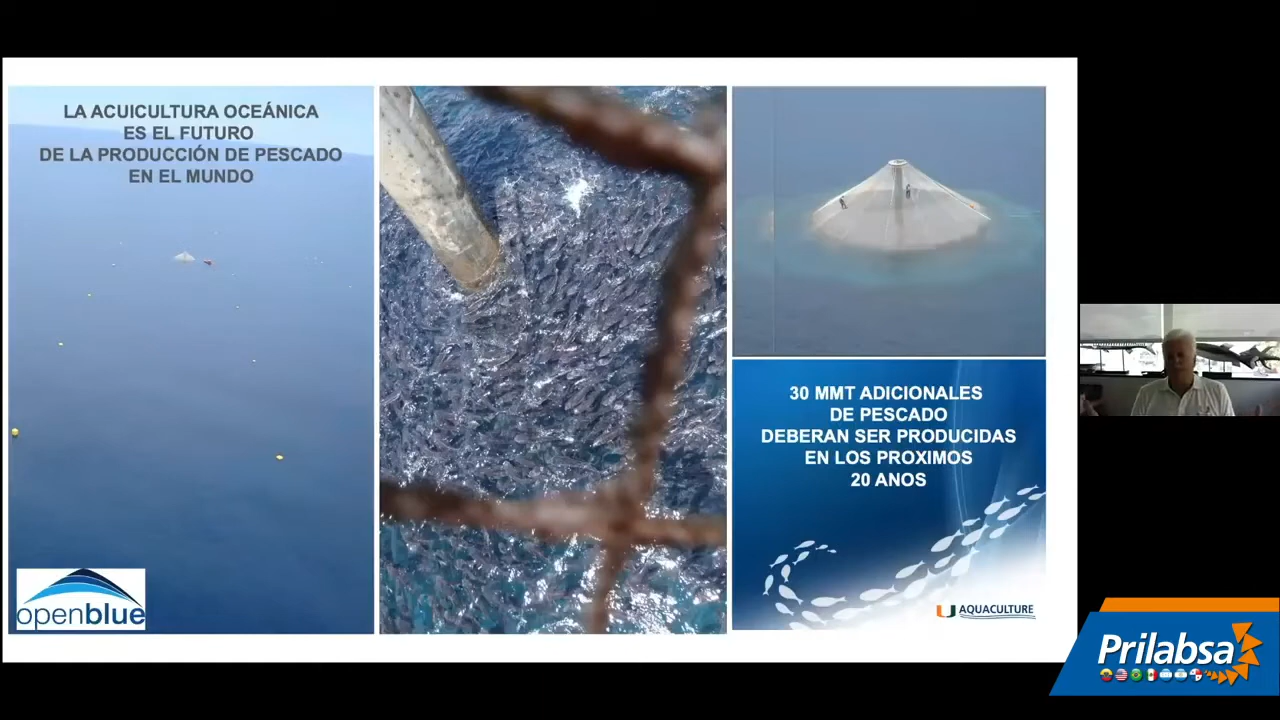 LA ACUICULTURA OCEÁNICA
ES EL FUTURO
DE LA PRODUCCIÓN DE PESCADO
EN EL MUNDO
openblue
30 MMT ADICIONALES
DE PESCADO
DEBERAN SER PRODUCIDAS
EN LOS PROXIMOS
20 ANOS
U AQUACULTURE
Prilabsa